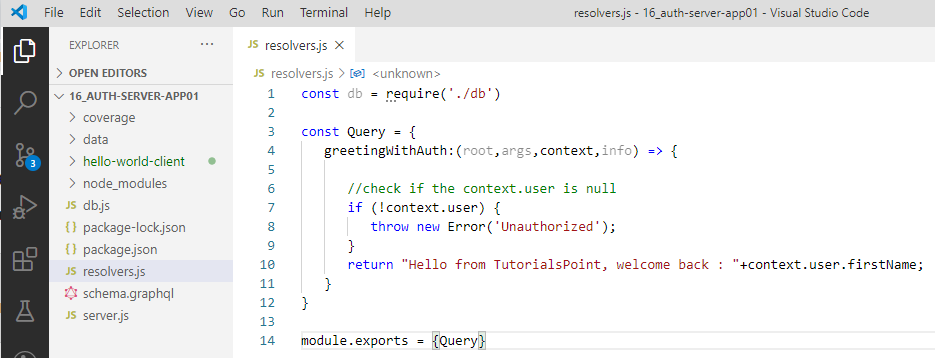 File Edit Selection View Go Run Terminal Help resolvers.js - 16_auth-server-app01 - Visual Studio Code
EXPLORER ···
OPEN EDITORS
16_AUTH-SERVER-APP01
coverage
data
hello-world-client
node_modules
JS db.js
{} package-lock.json
{} package.json
JS resolvers.js
schema.graphql
JS server.js
3
JS resolvers.js ×
JS resolvers.js > <unknown>
1 const db = require('./db')
2
3 const Query = {
4 greetingWithAuth:(root,args,context,info) => {
5
6 //check if the context.user is null
7 if (!context.user) {
8 throw new Error('Unauthorized');
9 }
10 return "Hello from TutorialsPoint, welcome back : "+context.user.firstName;
11 }
12 }
13
14 module.exports = {Query}